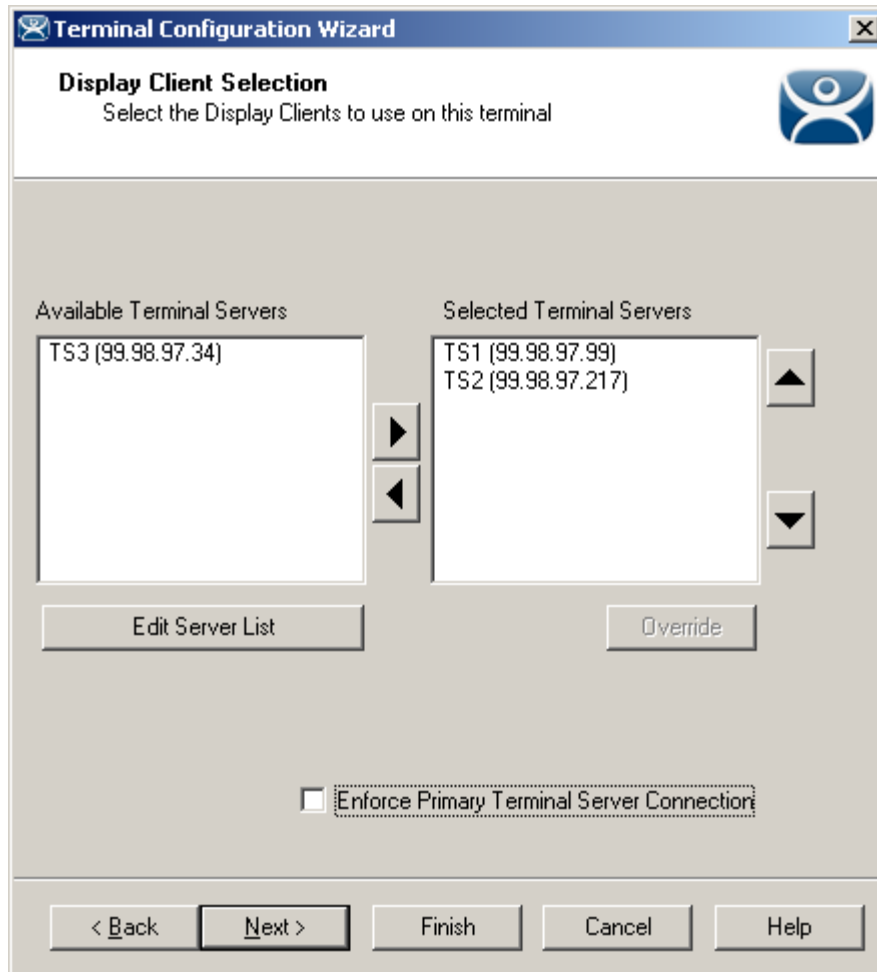 Terminal Configuration Wizard
Display Client Selection
Select the Display Clients to use on this terminal
Available Terminal Servers
Selected Terminal Servers
TS3 (99.98.97.34)
TS1 (99.98.97.99)
TS2 (99.98.97.217)
Edit Server List
Override
Enforce Primary Terminal Server Connection
< Back
Next >
Finish
Cancel
Help